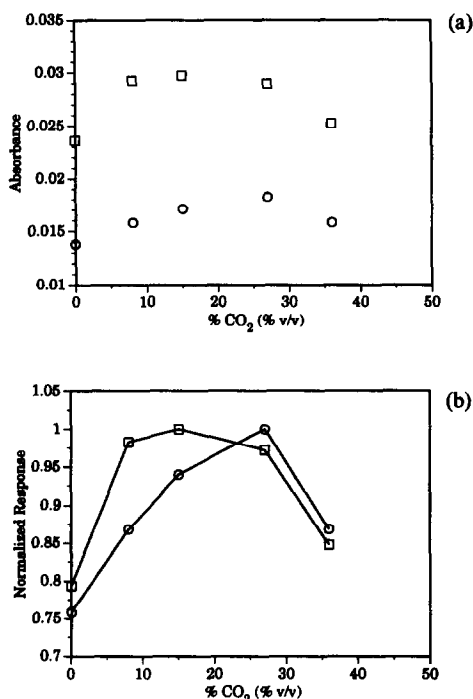 (a)
0.035
0.03
0.025
0.02
0.015
0.01
Absorbance
0 10 20 30 40 50
% CO₂ (% v/v)
(b)
1.05
1
0.95
0.9
0.85
0.8
0.75
0.7
Normalized Response
0 10 20 30 40 50
% CO₂ (% v/v)